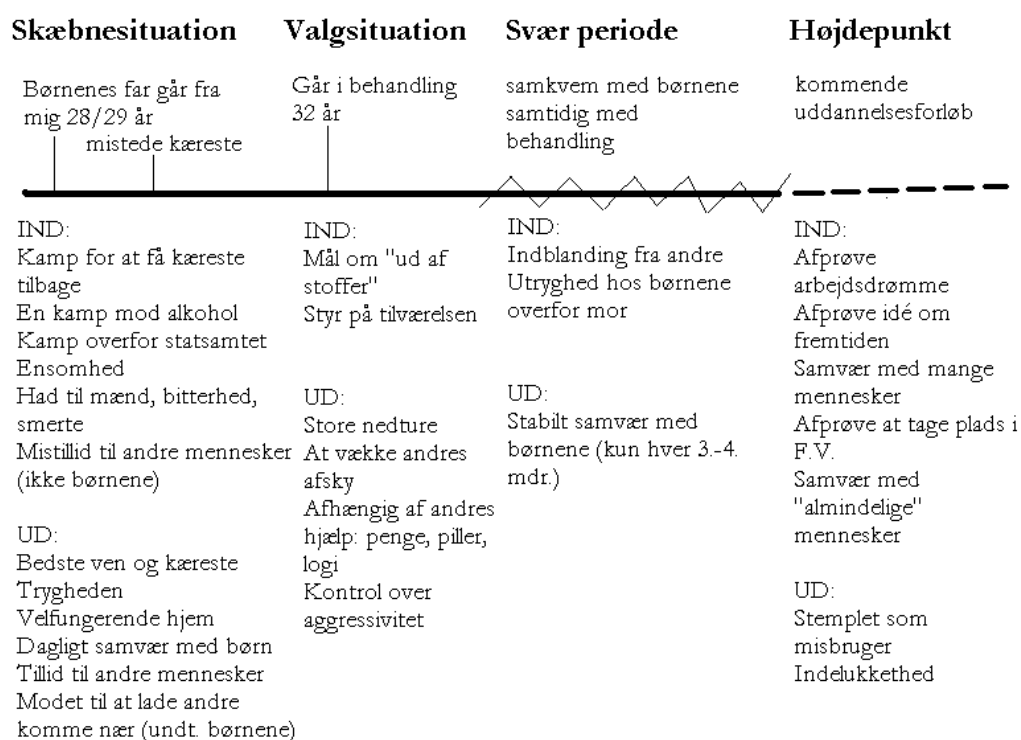 Skæbnesituation
Børnenes far går fra
mig 28/29 år
mistede kæreste
IND:
Kamp for at få kæreste
tilbage
En kamp mod alkohol
Kamp overfor statsamtet
Ensomhed
Had til mænd, bitterhed,
smerte
Mistillid til andre mennesker
(ikke børnene)
UD:
Bedste ven og kæreste
Trygheden
Velfungerende hjem
Dagligt samvær med børn
Tillid til andre mennesker
Modet til at lade andre
komme nær (undt. børnene)
Valgsituation
Går i behandling
32 år
IND:
Mål om "ud af
stoffer"
Styr på tilværelsen
UD:
Store nedture
At vække andres
afsky
Afhængig af andres
hjælp: penge, piller,
logi
Kontrol over
aggressivitet
Svær periode
samkvem med børnene
samtidig med
behandling
IND:
Indblanding fra andre
Utryghed hos børnene
overfor mor
UD:
Stabilt samvær med
børnene (kun hver 3.-4.
mdr.)
Højdepunkt
kommende
uddannelsesforløb
IND:
Afprøve
arbejdsdrømme
Afprøve idé om
fremtiden
Samvær med mange
mennesker
Afprøve at tage plads i
F.V.
Samvær med
"almindelige"
mennesker
UD:
Stemplet som
misbruger
Indelukkethed